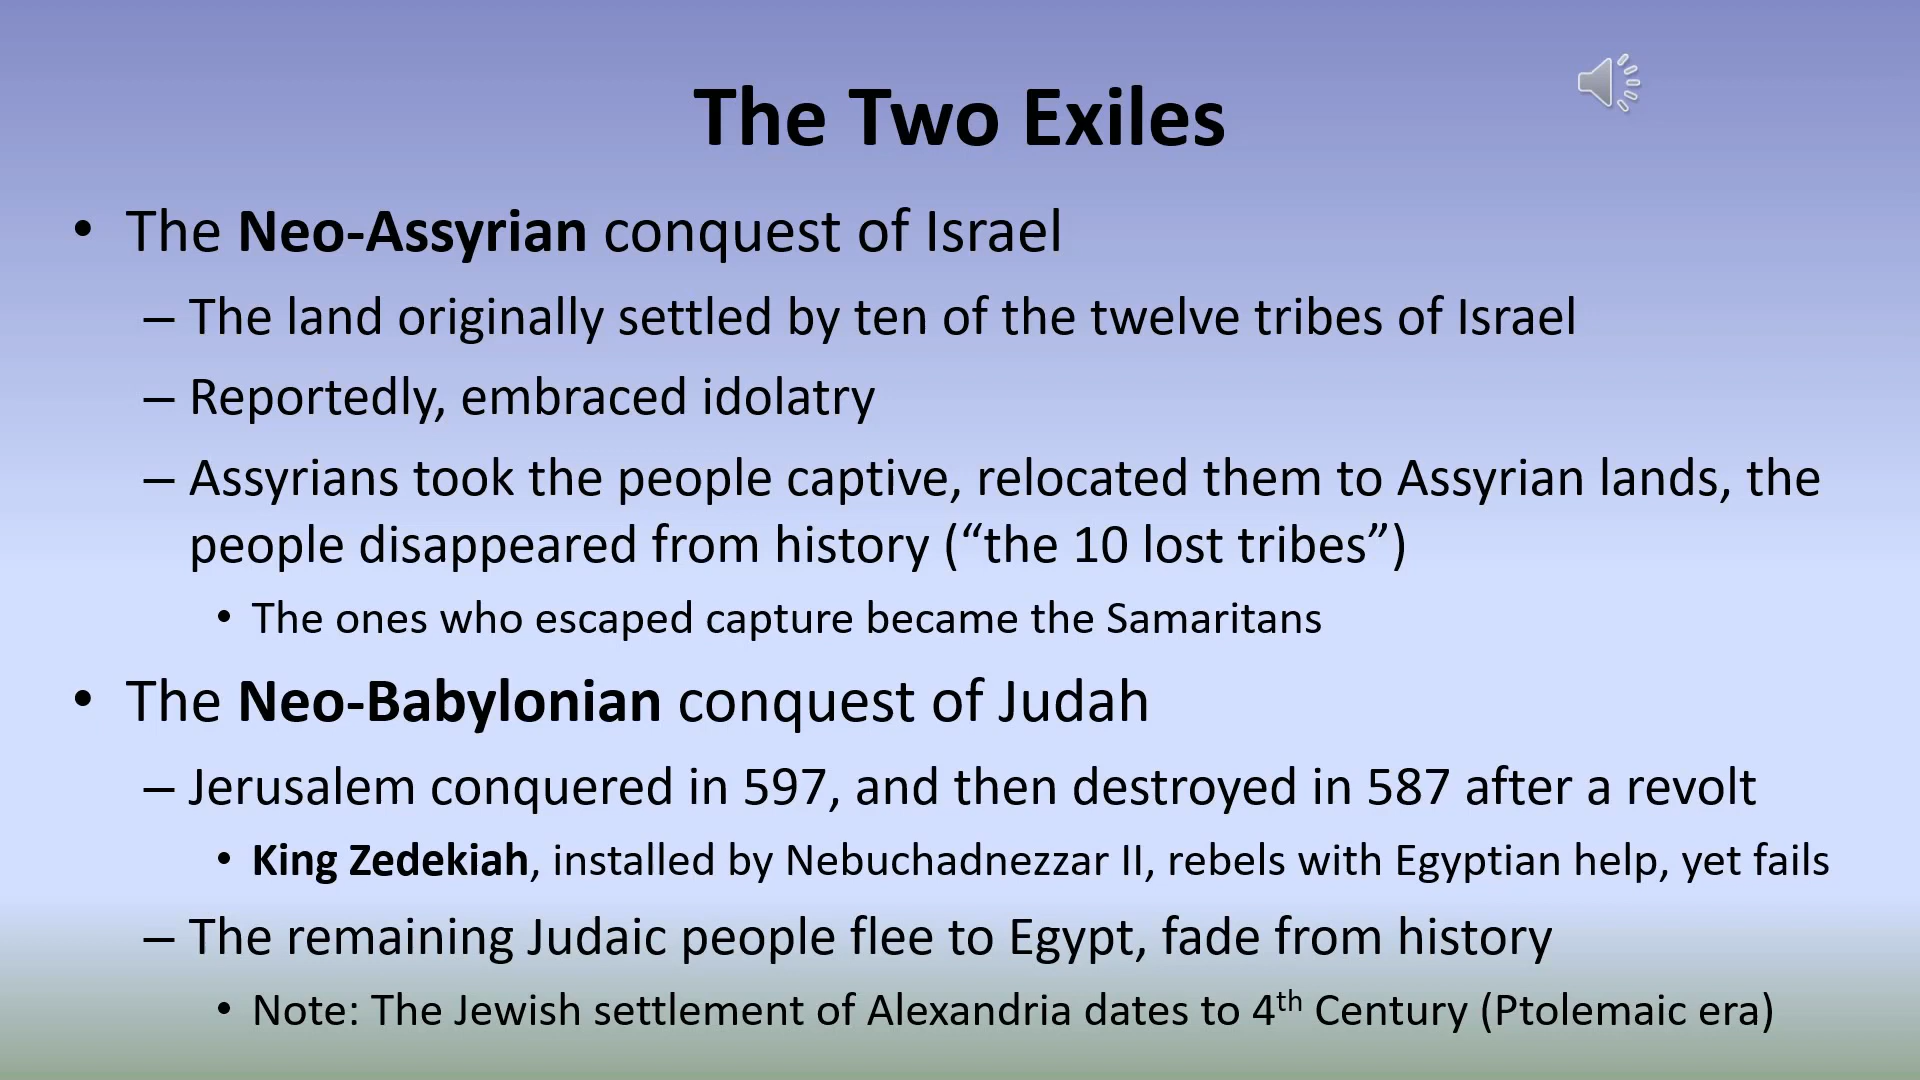 The Two Exiles
• The Neo-Assyrian conquest of Israel
– The land originally settled by ten of the twelve tribes of Israel
– Reportedly, embraced idolatry
– Assyrians took the people captive, relocated them to Assyrian lands, the
people disappeared from history (“the 10 lost tribes”)
• The ones who escaped capture became the Samaritans
• The Neo-Babylonian conquest of Judah
– Jerusalem conquered in 597, and then destroyed in 587 after a revolt
• King Zedekiah, installed by Nebuchadnezzar II, rebels with Egyptian help, yet fails
– The remaining Judaic people flee to Egypt, fade from history
• Note: The Jewish settlement of Alexandria dates to 4th Century (Ptolemaic era)